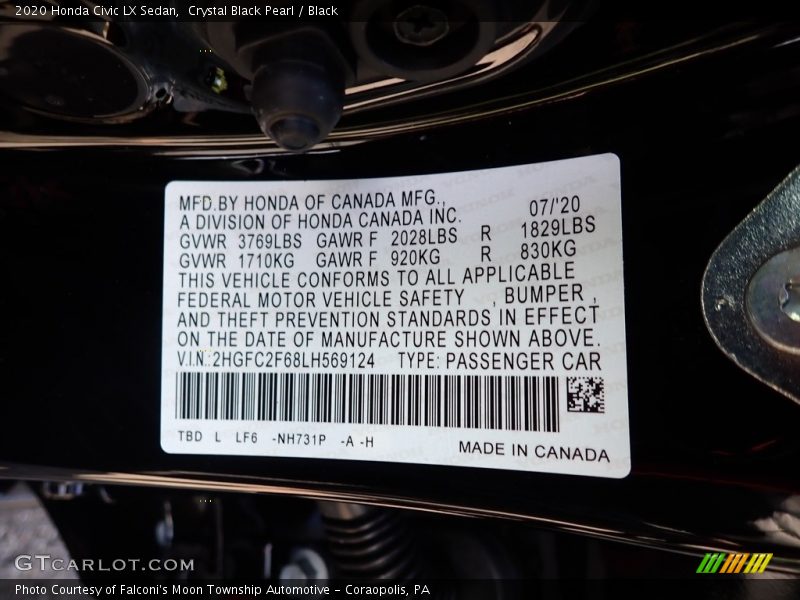 2020 Honda Civic LX Sedan,  Crystal Black Pearl / Black
MFD.BY HONDA OF CANADA MFG.,
A DIVISION OF HONDA CANADA INC. 07/'20
GVWR 3769LBS GAWR F 2028LBS R 1829LBS
GVWR 1710KG GAWR F 920KG R 830KG
THIS VEHICLE CONFORMS TO ALL APPLICABLE
FEDERAL MOTOR VEHICLE SAFETY , BUMPER ,
AND THEFT PREVENTION STANDARDS IN EFFECT
ON THE DATE OF MANUFACTURE SHOWN ABOVE.
V.I.N.:2HGFC2F68LH569124 TYPE: PASSENGER CAR
TBD L LF6 -NH731P -A -H
MADE IN CANADA
GTCARLOT.COM
Photo Courtesy of Falconi's Moon Township Automotive - Coraopolis, PA